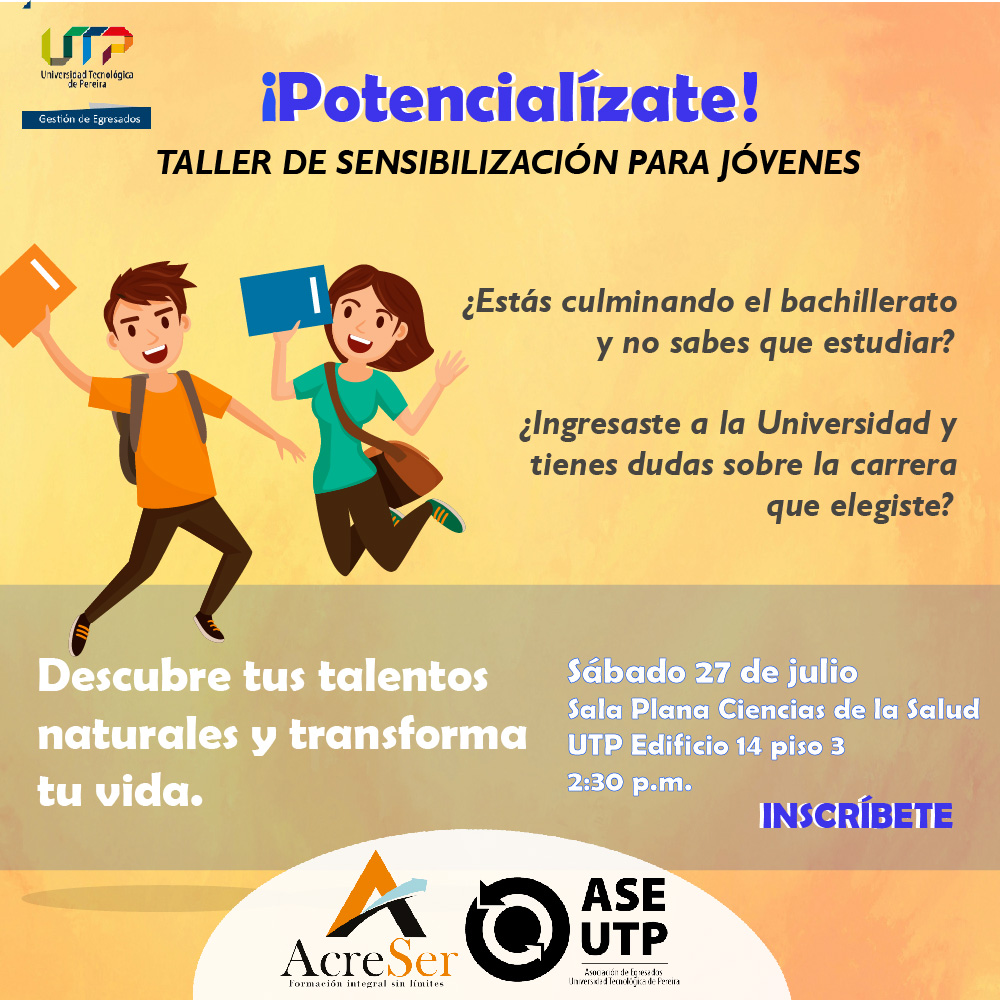 UTP
Universidad Tecnológica
de Pereira
Gestión de Egresados
¡Potencialízate!
TALLER DE SENSIBILIZACIÓN PARA JÓVENES
¿Estás culminando el bachillerato
y no sabes que estudiar?
¿Ingresaste a la Universidad y
tienes dudas sobre la carrera
que elegiste?
Descubre tus talentos
naturales y transforma
tu vida.
Sábado 27 de julio
Sala Plana Ciencias de la Salud
UTP Edificio 14 piso 3
2:30 p.m.
INSCRÍBETE
AcreSer
Formación integral sin límites
ASE
UTP
Asociación de Egresados
Universidad Tecnológica de Pereira